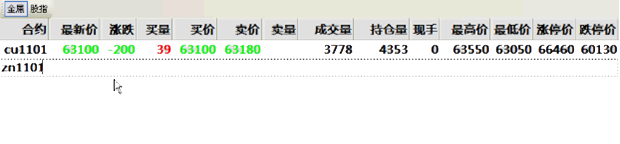 金属 股指
合约 最新价 涨跌 买量 买价 卖价 卖量 成交量 持仓量 现手 最高价 最低价 涨停价 跌停价
cu1101 63100 -200 39 63100 63180 3778 4353 0 63550 63050 66460 60130
zn1101